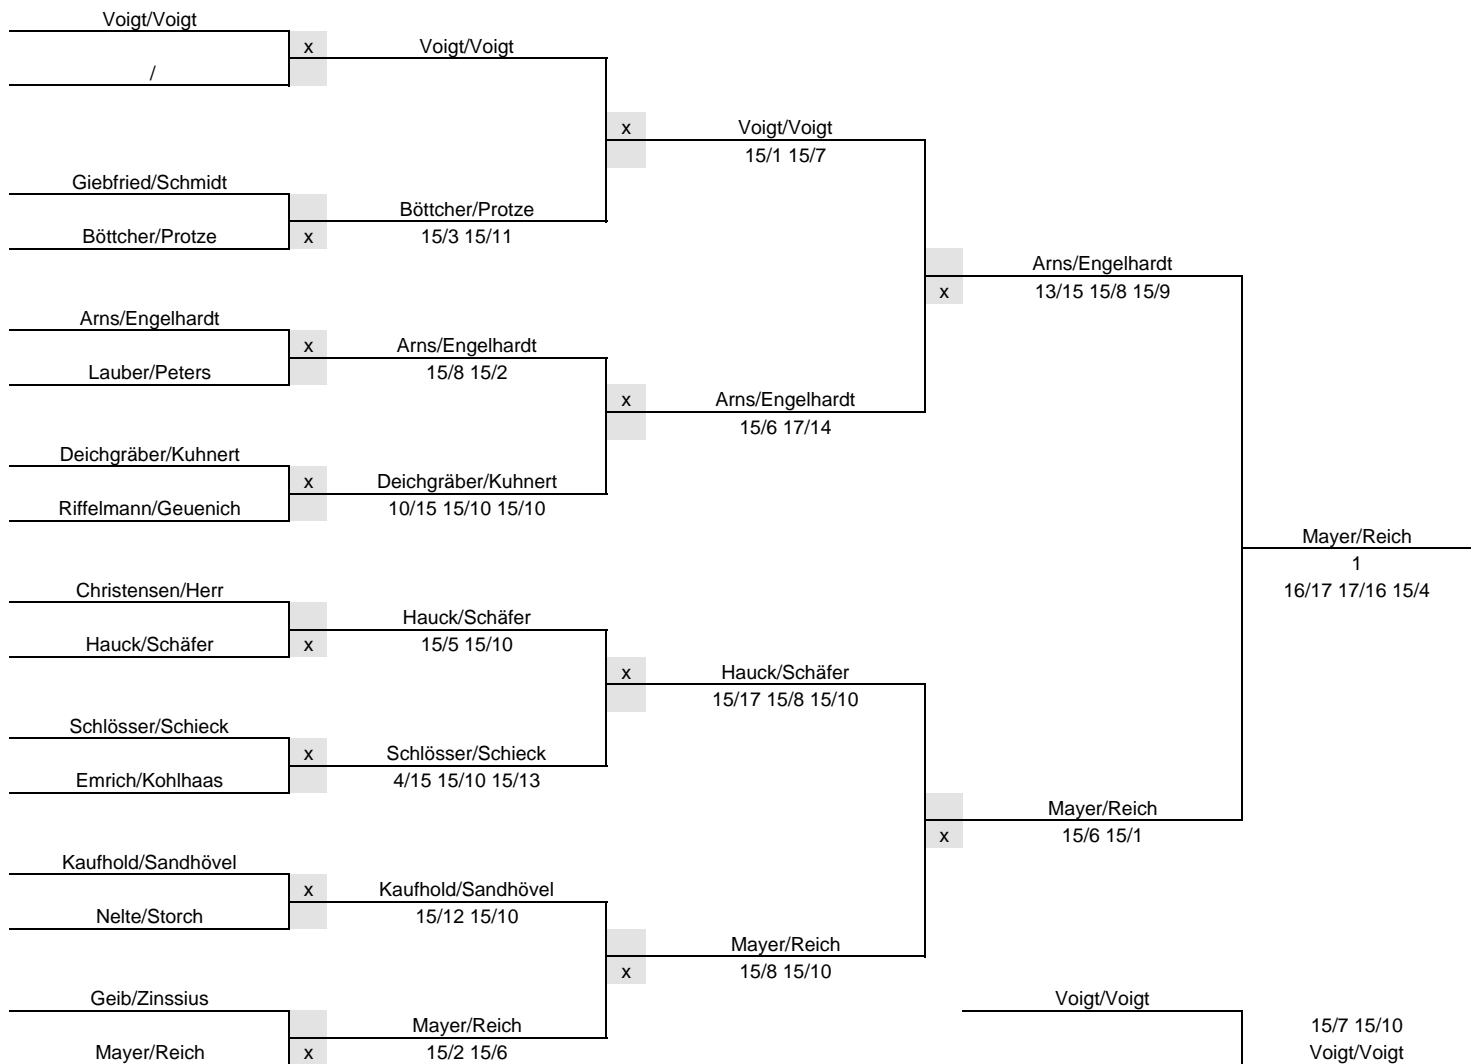 Voigt/Voigt
x
Voigt/Voigt
/
x
Voigt/Voigt
15/1 15/7
Giebfried/Schmidt
Böttcher/Protze
Böttcher/Protze
x
15/3 15/11
Arns/Engelhardt
x
13/15 15/8 15/9
Arns/Engelhardt
x
Arns/Engelhardt
Lauber/Peters
15/8 15/2
x
Arns/Engelhardt
15/6 17/14
Deichgräber/Kuhnert
x
Deichgräber/Kuhnert
Riffelmann/Geuenich
10/15 15/10 15/10
Mayer/Reich
1
16/17 17/16 15/4
Christensen/Herr
Hauck/Schäfer
Hauck/Schäfer
x
15/5 15/10
x
Hauck/Schäfer
15/17 15/8 15/10
Schlösser/Schieck
x
Schlösser/Schieck
Emrich/Kohlhaas
4/15 15/10 15/13
Mayer/Reich
x
15/6 15/1
Kaufhold/Sandhövel
x
Kaufhold/Sandhövel
Nelte/Storch
15/12 15/10
Mayer/Reich
x
15/8 15/10
Geib/Zinssius
Voigt/Voigt
Mayer/Reich
15/7 15/10
Mayer/Reich
x
15/2 15/6
Voigt/Voigt